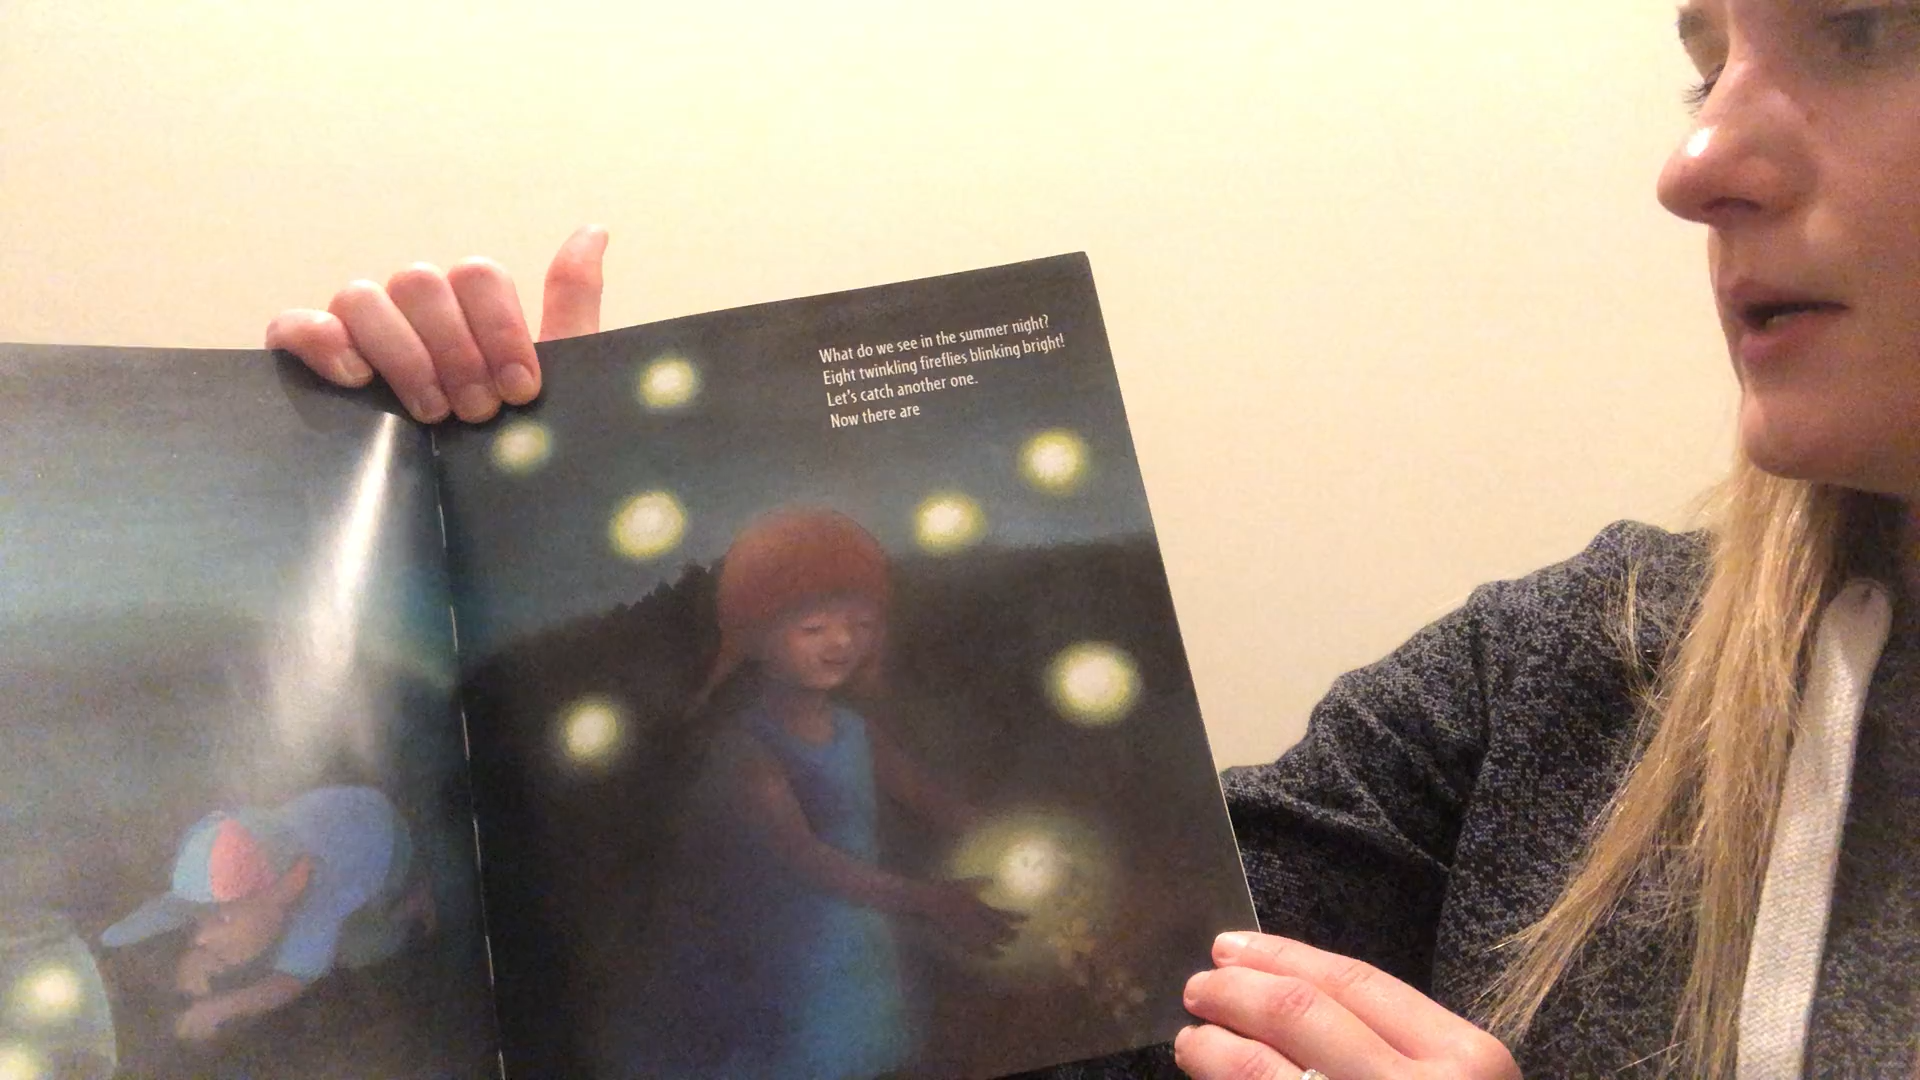 What do we see in the summer night?
Eight twinkling fireflies blinking bright!
Let's catch another one.
Now there are